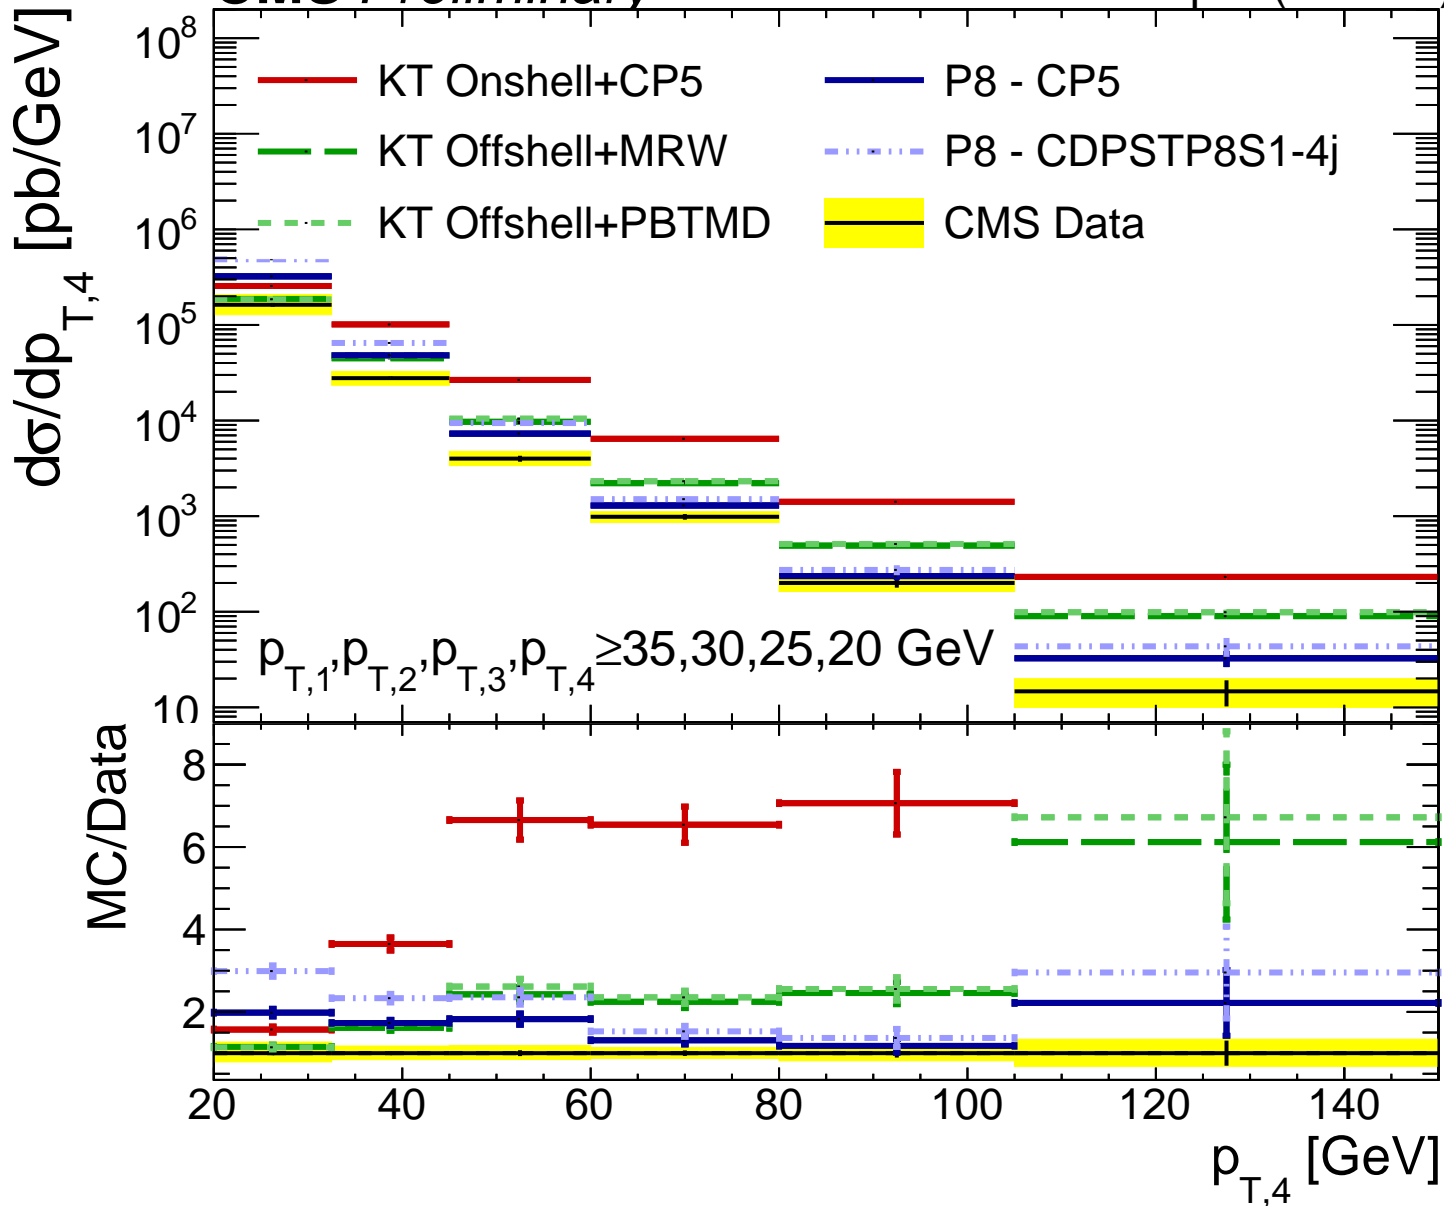 CMS Preliminary
dσ/dp_T,4 [pb/GeV]
10^8
10^7
10^6
10^5
10^4
10^3
10^2
10
KT Onshell+CP5
KT Offshell+MRW
KT Offshell+PBTMD
P8 - CP5
P8 - CDPSTP8S1-4j
CMS Data
p_T,1,p_T,2,p_T,3,p_T,4≥35,30,25,20 GeV
MC/Data
8
6
4
2
20 40 60 80 100 120 140
p_T,4 [GeV]